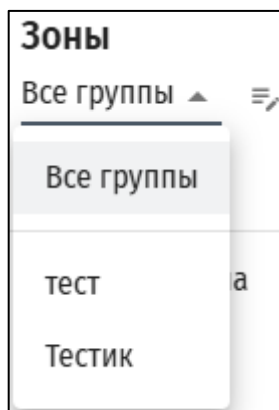 Зоны
Все группы
Все группы
тест
а
Тестик